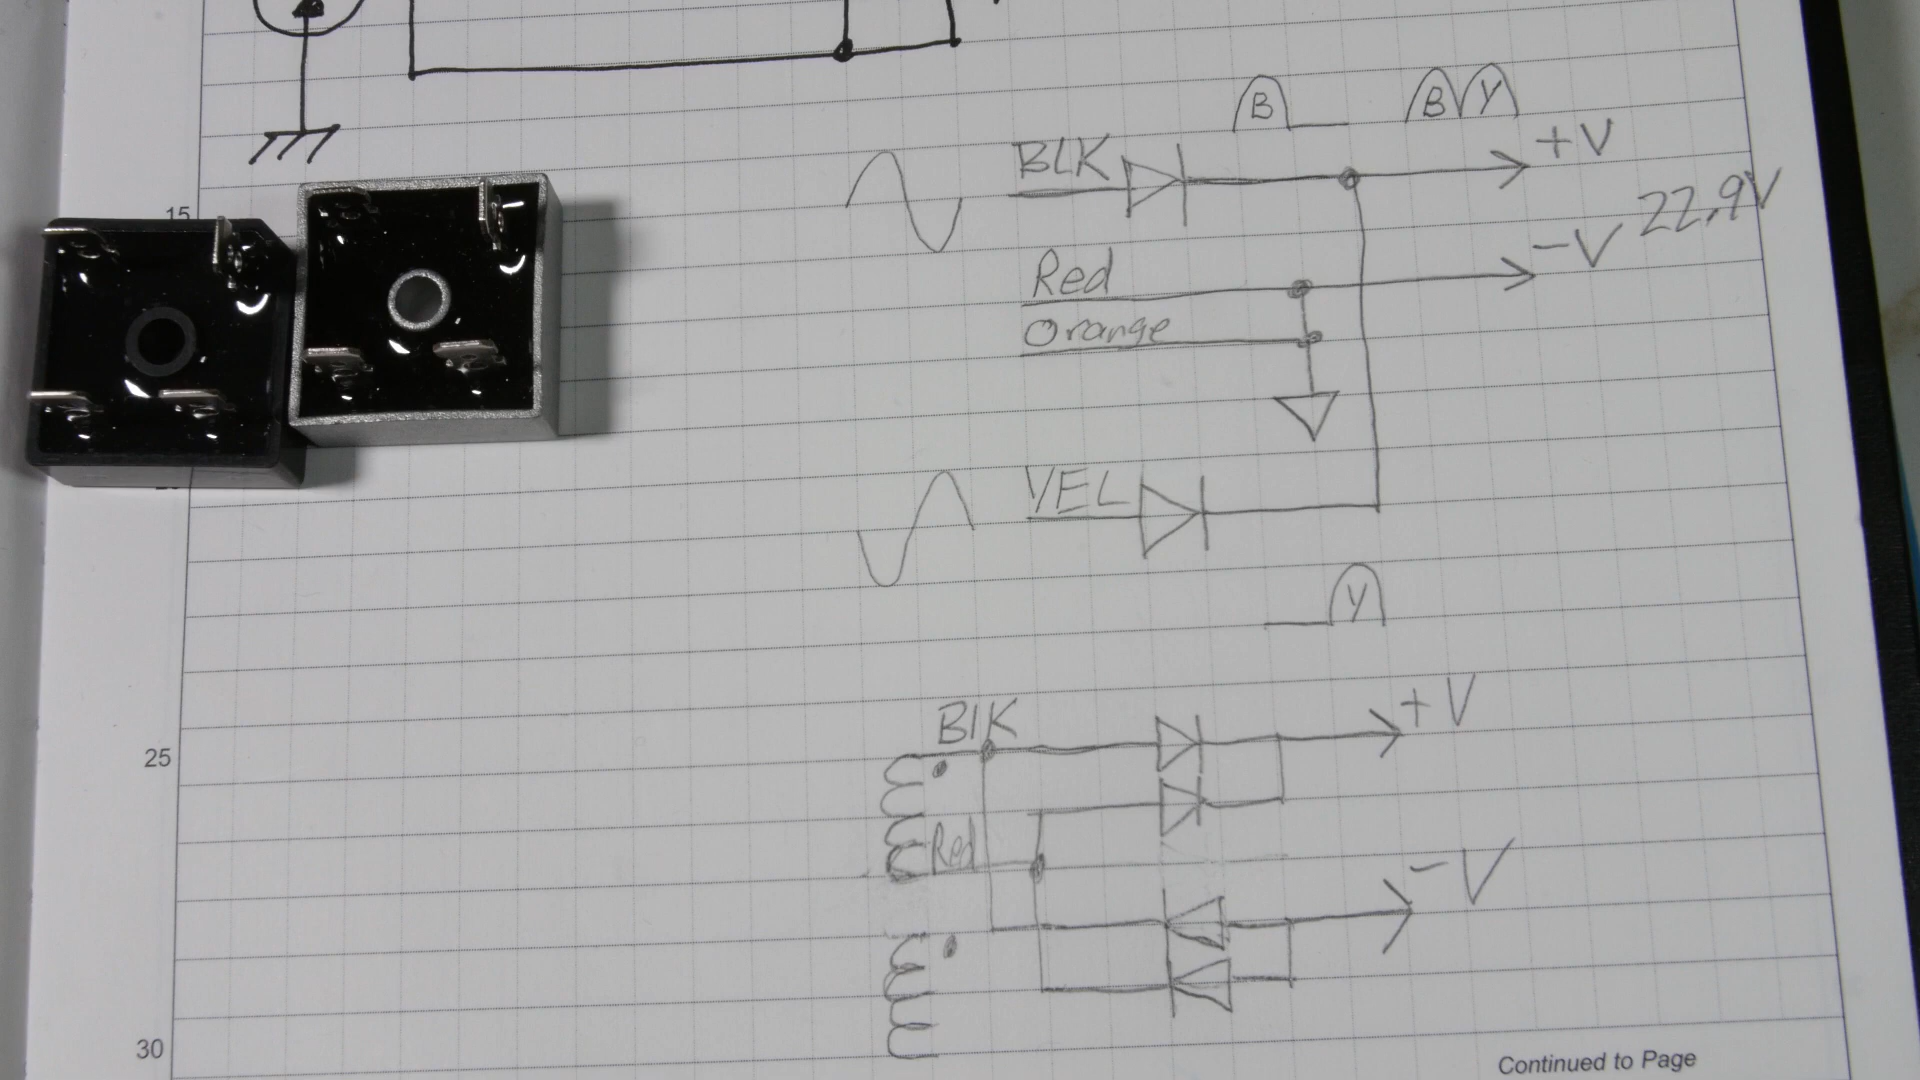 B
B Y
BLK
+V
15
22.9V
-V
Red
Orange
YEL
Y
BlK
+V
25
Red
-V
30
Continued to Page